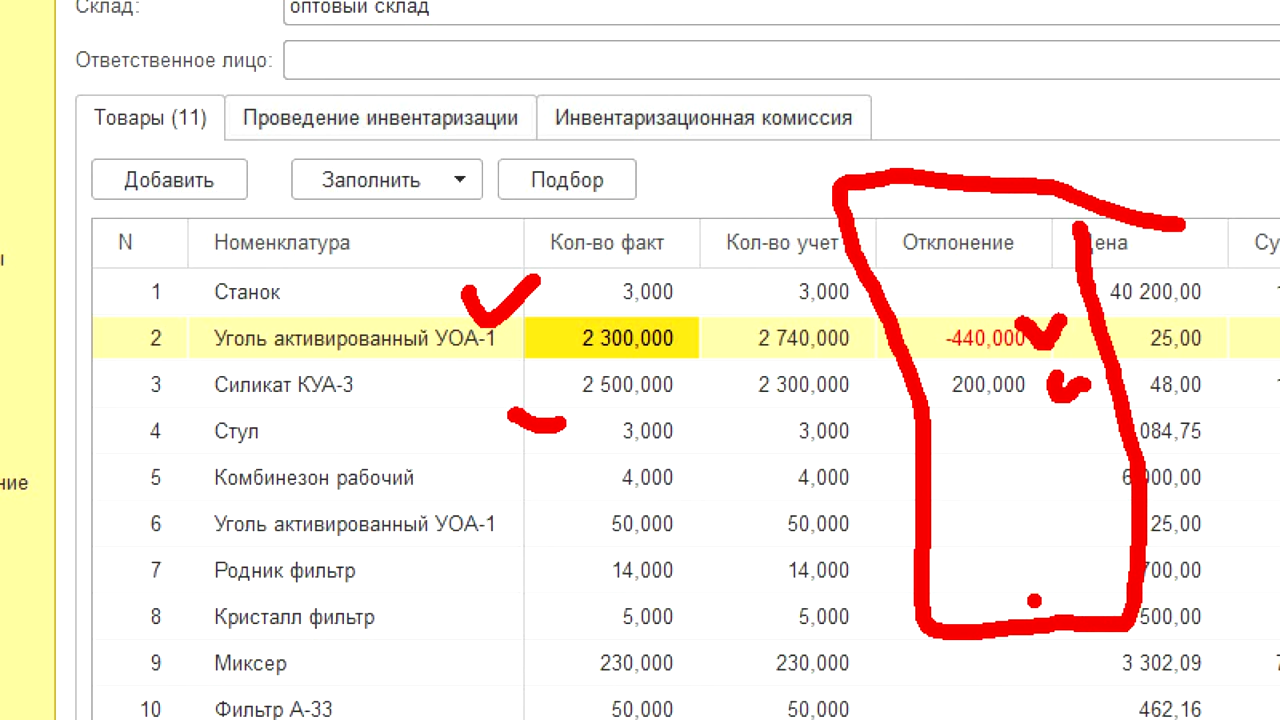 Склад: оптовый склад
Ответственное лицо:
Товары (11) Проведение инвентаризации Инвентаризационная комиссия
Добавить Заполнить Подбор
N Номенклатура Кол-во факт Кол-во учет Отклонение
1 Станок 3,000 3,000 40 200,00
2 Уголь активированный УОА-1 2 300,000 2 740,000 -440,000 25,00
3 Силикат КУА-3 2 500,000 2 300,000 200,000 48,00
4 Стул 3,000 3,000 084,75
5 Комбинезон рабочий 4,000 4,000
6 Уголь активированный УОА-1 50,000 50,000 25,00
7 Родник фильтр 14,000 14,000 700,00
8 Кристалл фильтр 5,000 5,000 500,00
9 Миксер 230,000 230,000 3 302,09
10 Фильтр А-33 50,000 50,000 462,16